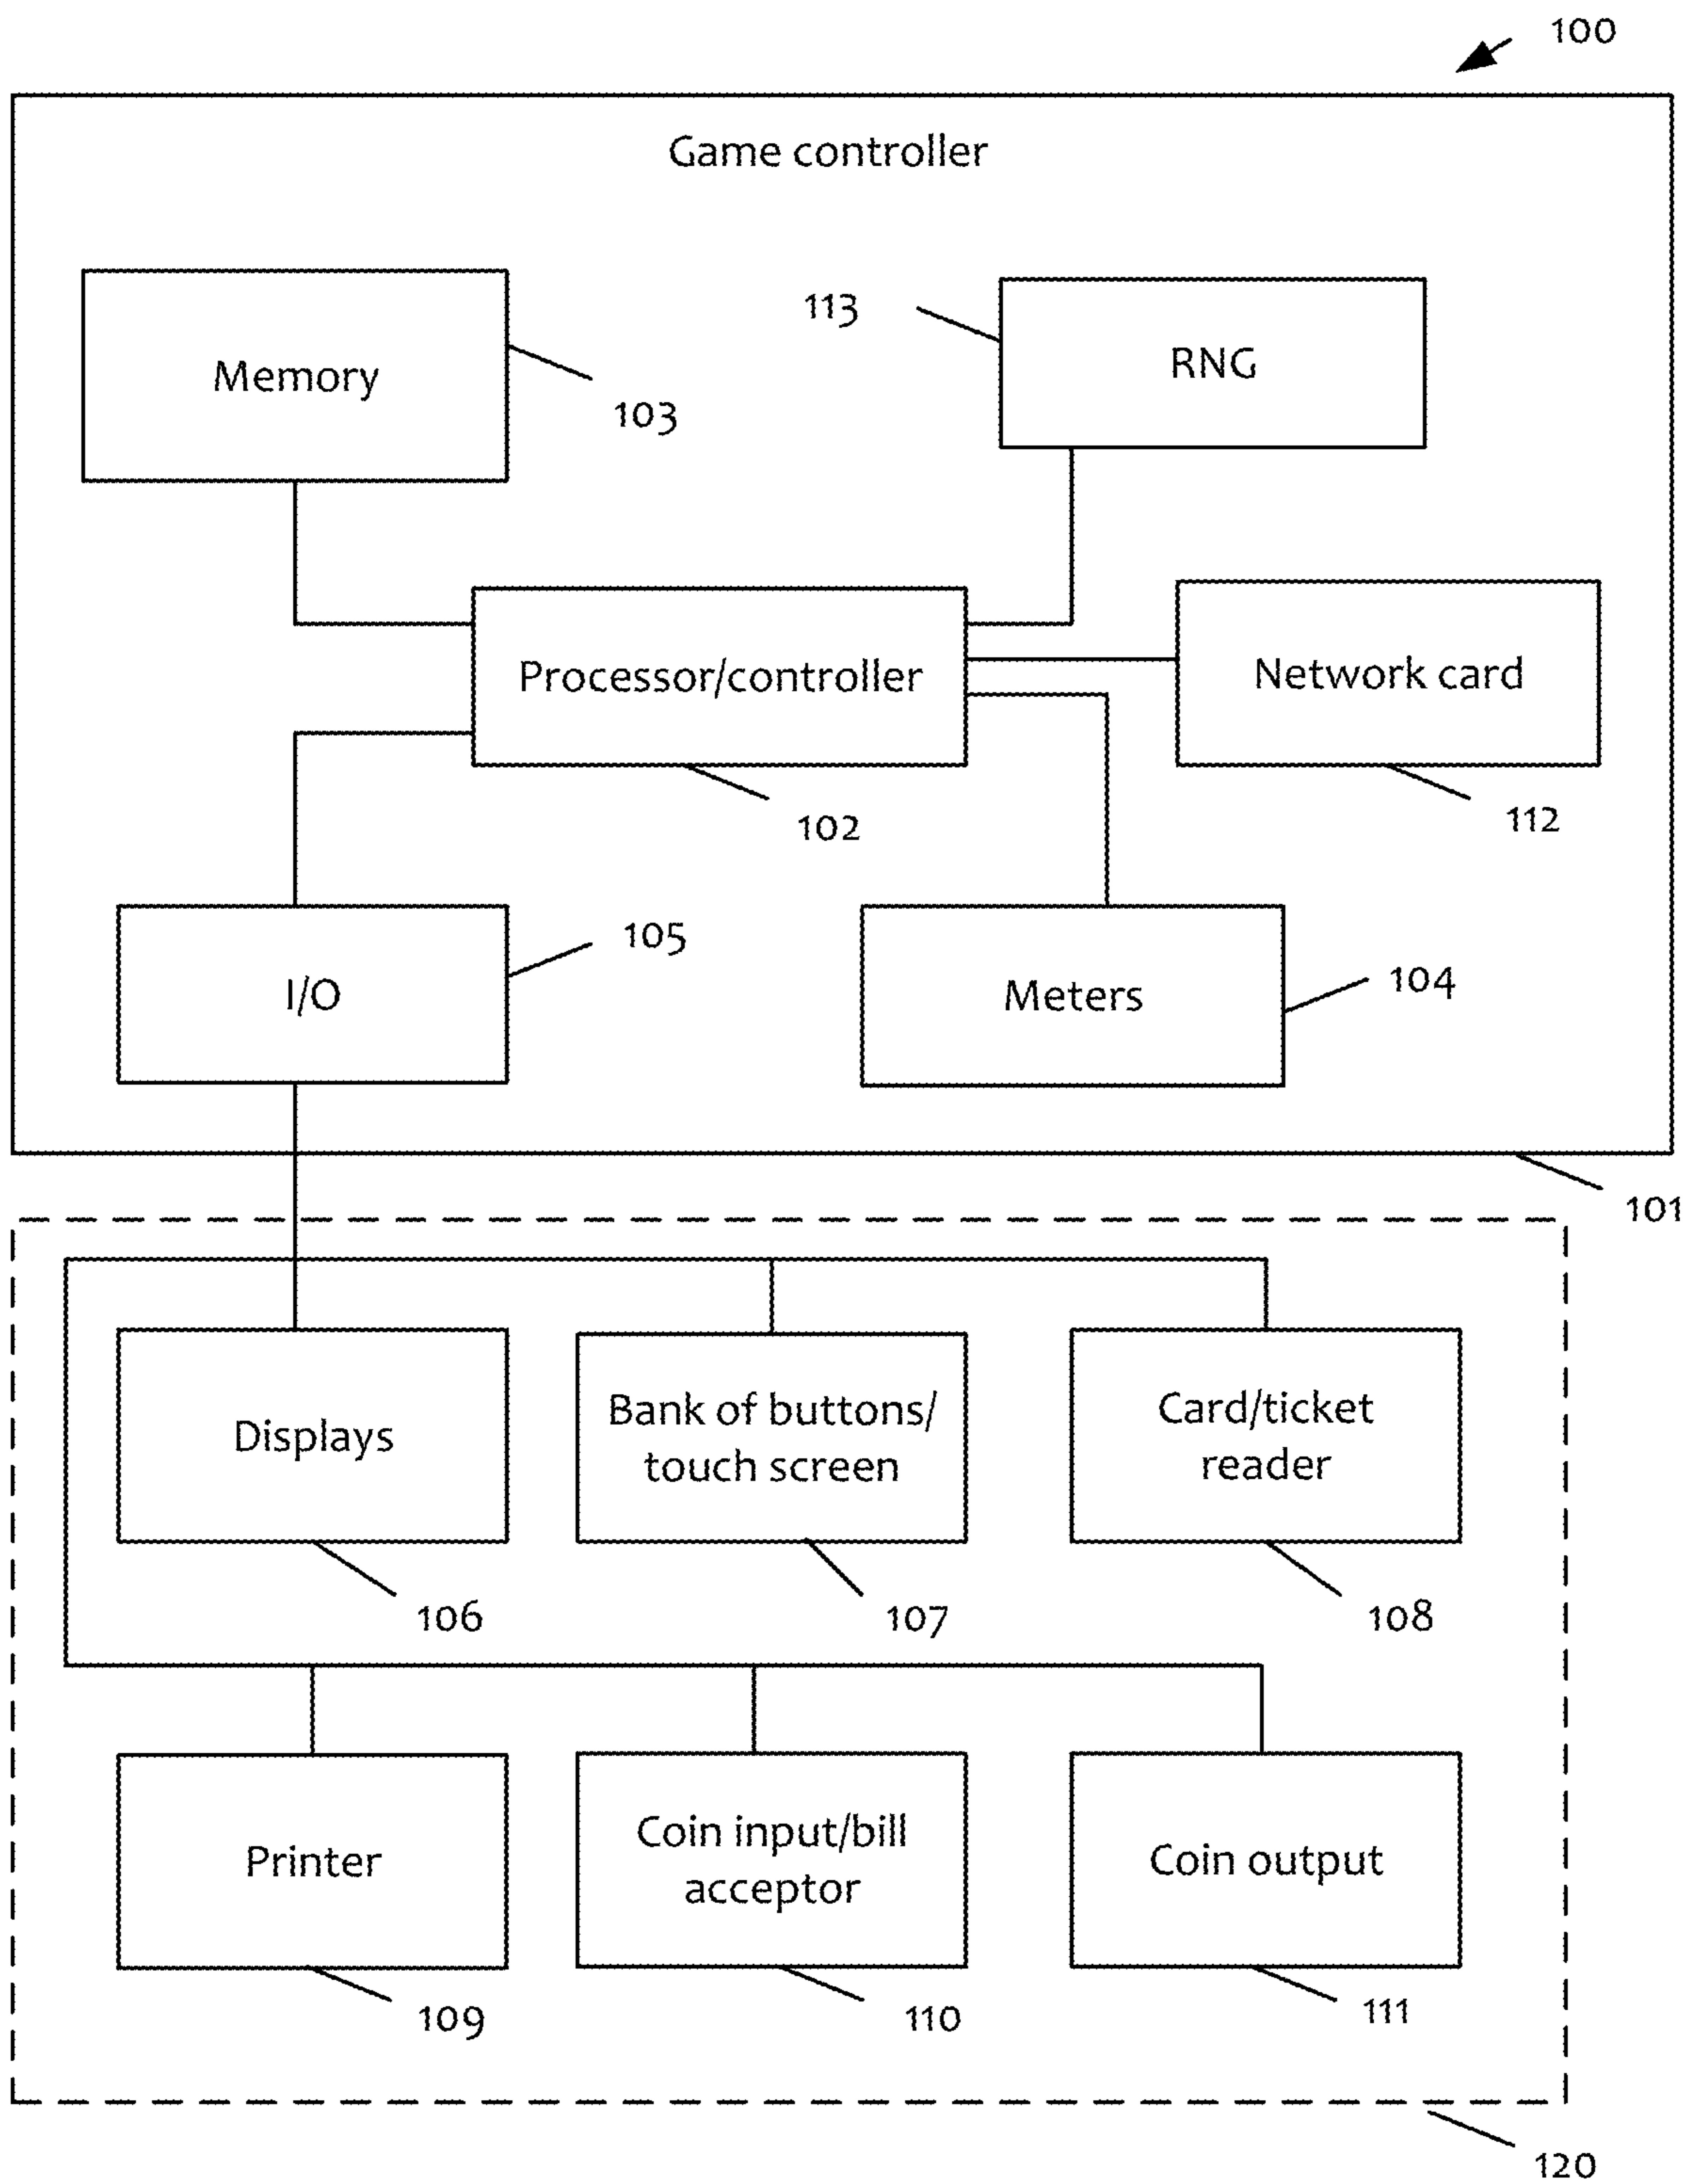 100
Game controller
Memory
103
113
RNG
Processor/controller
102
Network card
112
I/O
105
Meters
104
101
Displays
106
Bank of buttons/
touch screen
107
Card/ticket
reader
108
Printer
109
Coin input/bill
acceptor
110
Coin output
111
120